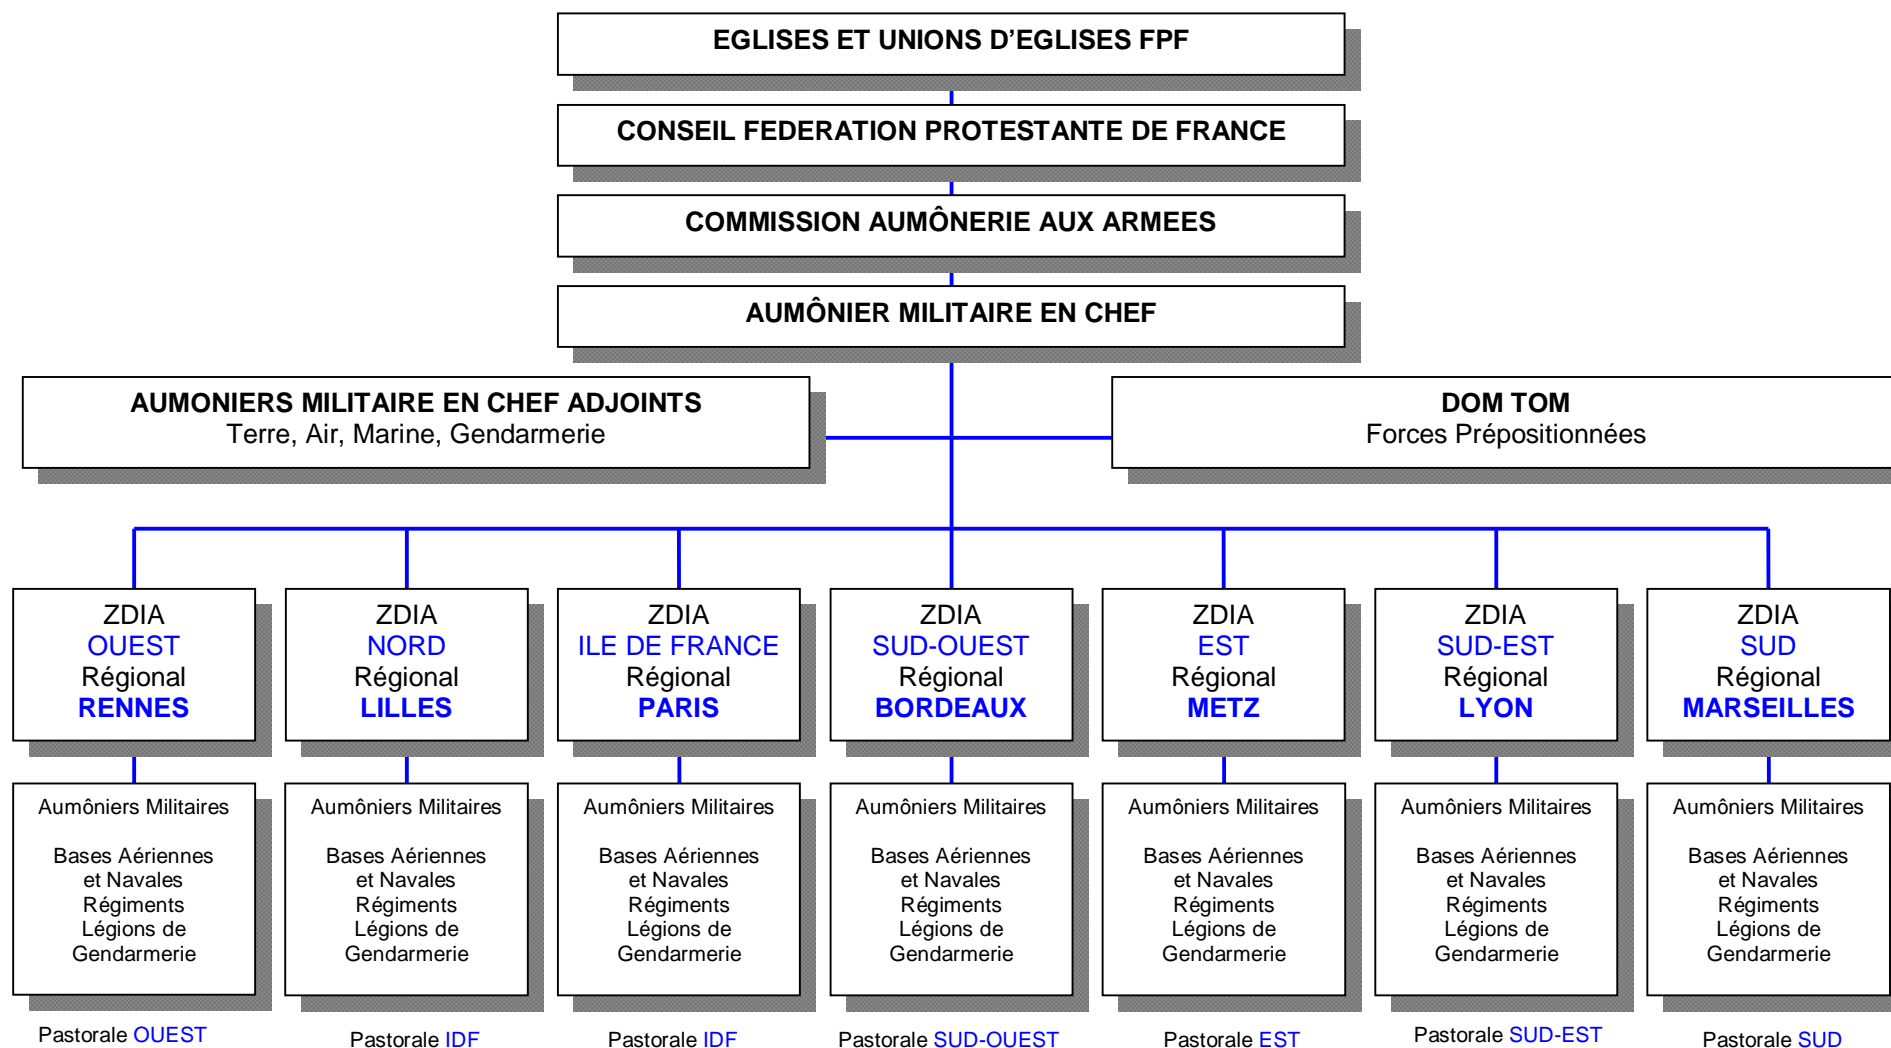 EGLISES ET UNIONS D'EGLISES FPF
CONSEIL FEDERATION PROTESTANTE DE FRANCE
COMMISSION AUMÔNERIE AUX ARMEES
AUMÔNIER MILITAIRE EN CHEF
AUMONIERS MILITAIRE EN CHEF ADJOINTS
Terre, Air, Marine, Gendarmerie
DOM TOM
Forces Prépositionnées
ZDIA
OUEST
Régional
RENNES
ZDIA
NORD
Régional
LILLES
ZDIA
ILE DE FRANCE
Régional
PARIS
ZDIA
SUD-OUEST
Régional
BORDEAUX
ZDIA
EST
Régional
METZ
ZDIA
SUD-EST
Régional
LYON
ZDIA
SUD
Régional
MARSEILLES
Aumôniers Militaires
Bases Aériennes
et Navales
Régiments
Légions de
Gendarmerie
Aumôniers Militaires
Bases Aériennes
et Navales
Régiments
Légions de
Gendarmerie
Aumôniers Militaires
Bases Aériennes
et Navales
Régiments
Légions de
Gendarmerie
Aumôniers Militaires
Bases Aériennes
et Navales
Régiments
Légions de
Gendarmerie
Aumôniers Militaires
Bases Aériennes
et Navales
Régiments
Légions de
Gendarmerie
Aumôniers Militaires
Bases Aériennes
et Navales
Régiments
Légions de
Gendarmerie
Aumôniers Militaires
Bases Aériennes
et Navales
Régiments
Légions de
Gendarmerie
Pastorale OUEST
Pastorale IDF
Pastorale IDF
Pastorale SUD-OUEST
Pastorale EST
Pastorale SUD-EST
Pastorale SUD